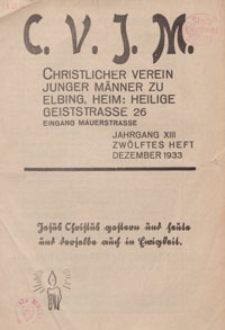 C. V. J. M.
CHRISTLICHER VEREIN
JUNGER MÄNNER ZU
ELBING, HEIM: HEILIGE
GEISTSTRASSE 26
EINGANG MAUERSTRASSE
JAHRGANG XIII
ZWÖLFTES HEFT
DEZEMBER 1933
Jesus Christus gestern und heute
und derselbe auch in Ewigkeit.